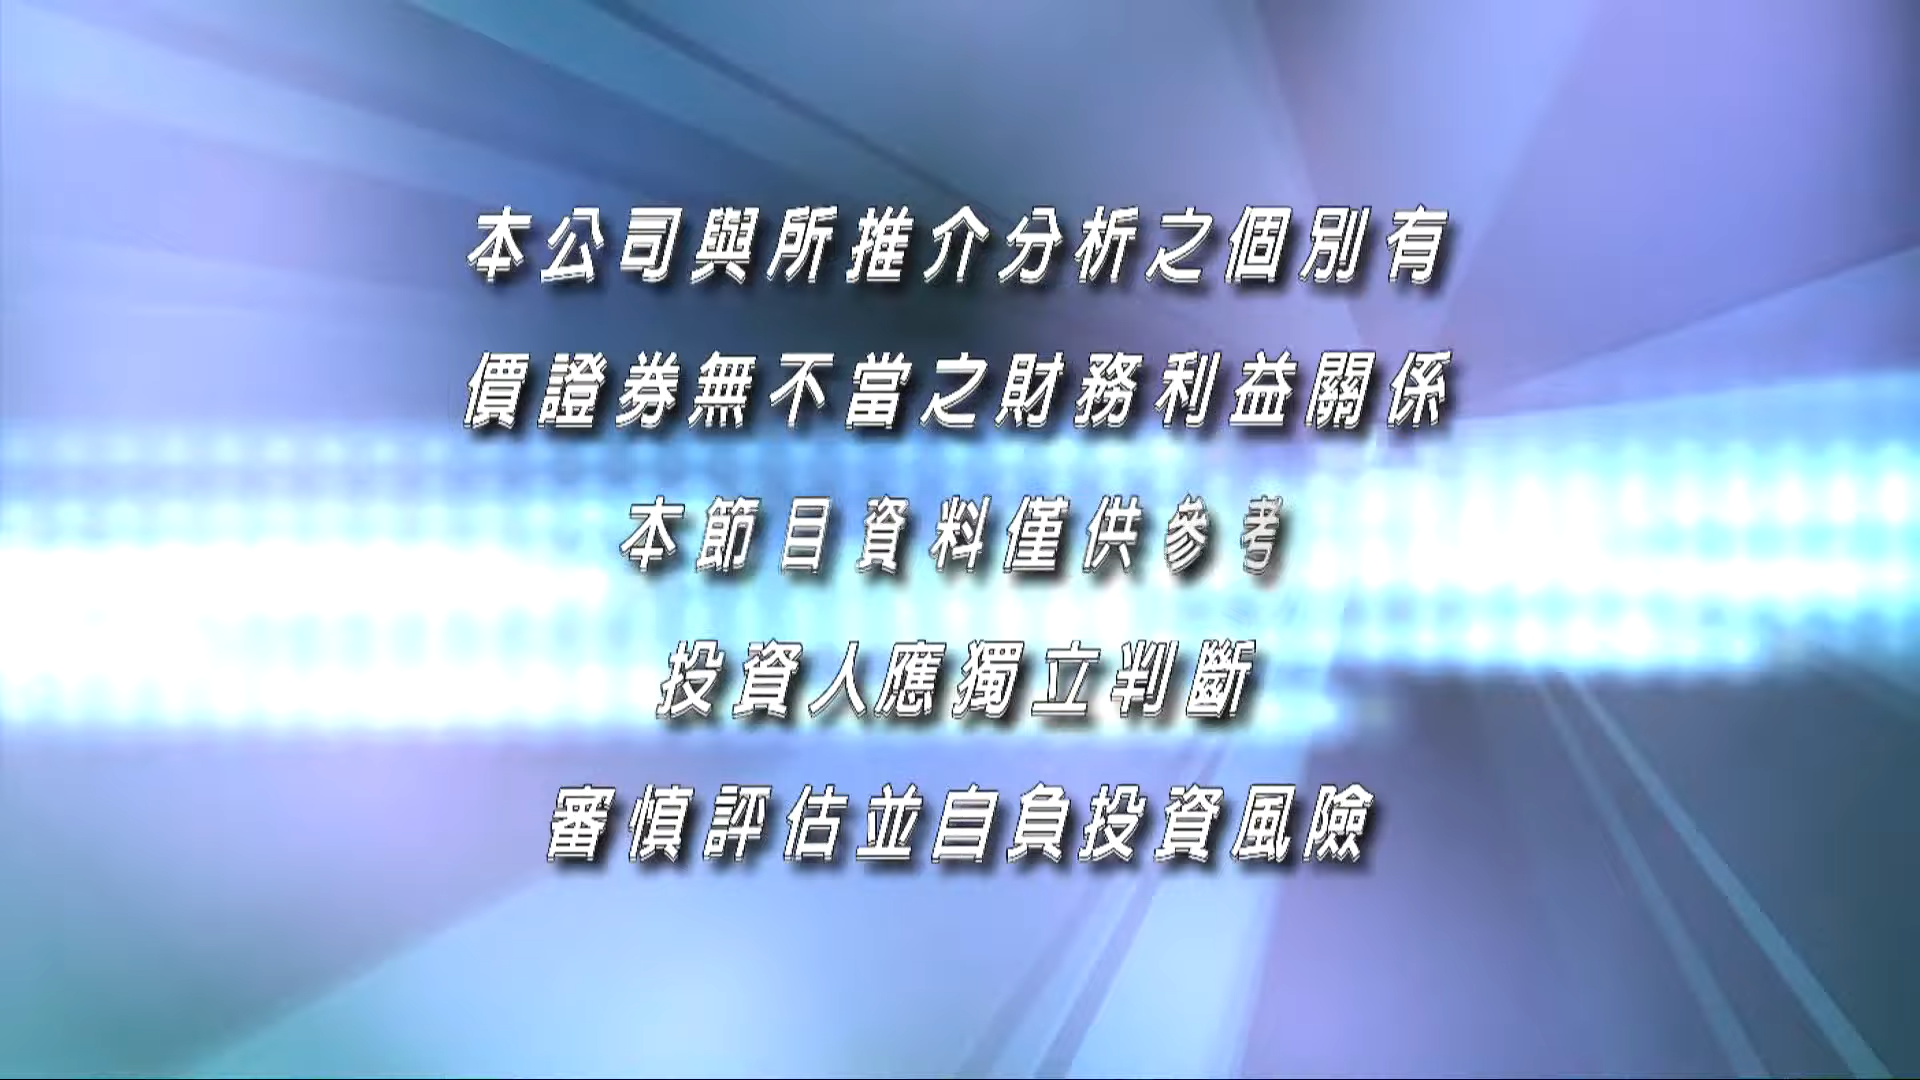 本公司與所推介分析之個別有
價證券無不當之財務利益關係
本節目資料僅供參考
投資人應獨立判斷
審慎評估並自負投資風險